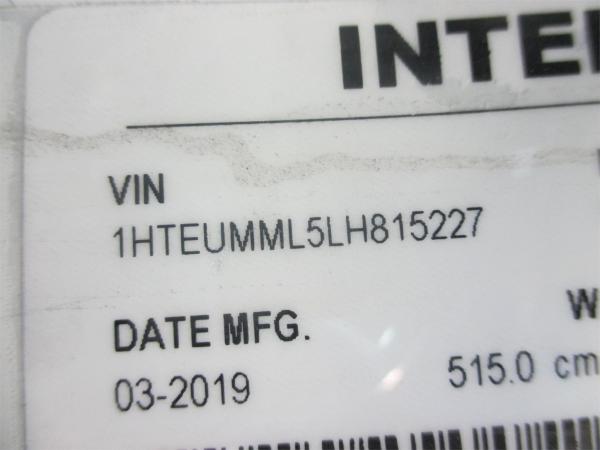 INTE
VIN
1HTEUMML5LH815227
W
DATE MFG.
03-2019 515.0 cm